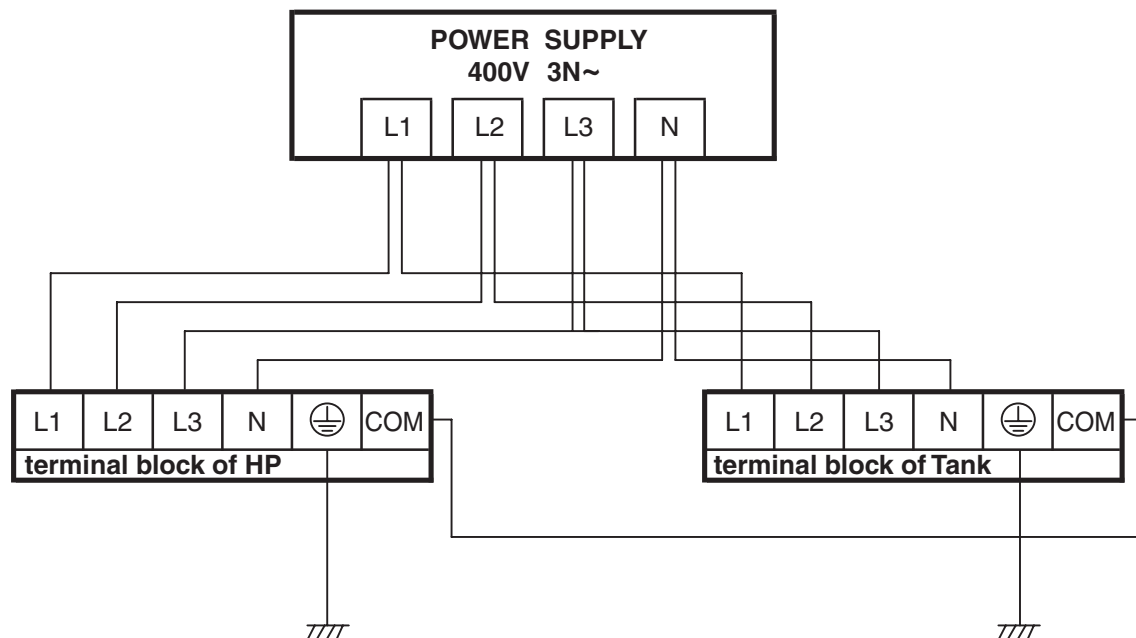 POWER SUPPLY
400V 3N~
L1 L2 L3 N
L1 L2 L3 N COM
terminal block of HP
L1 L2 L3 N COM
terminal block of Tank